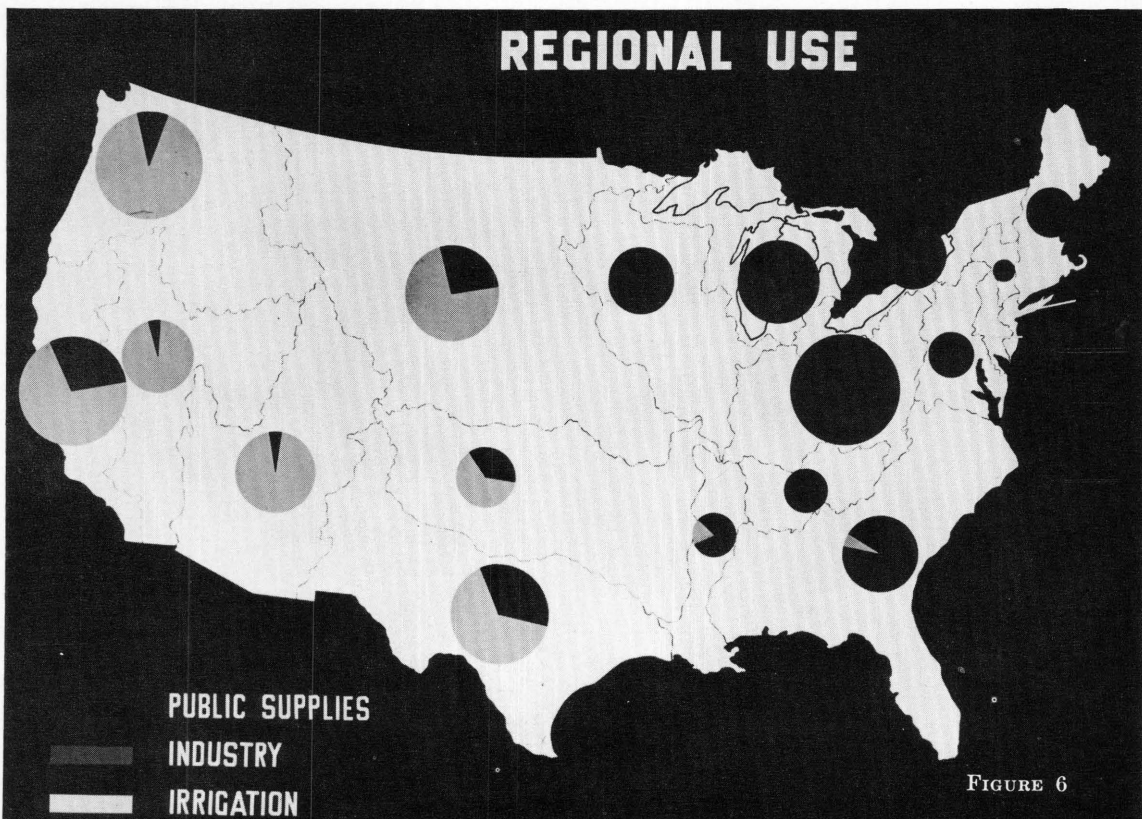 REGIONAL USE
PUBLIC SUPPLIES
INDUSTRY
IRRIGATION
FIGURE 6